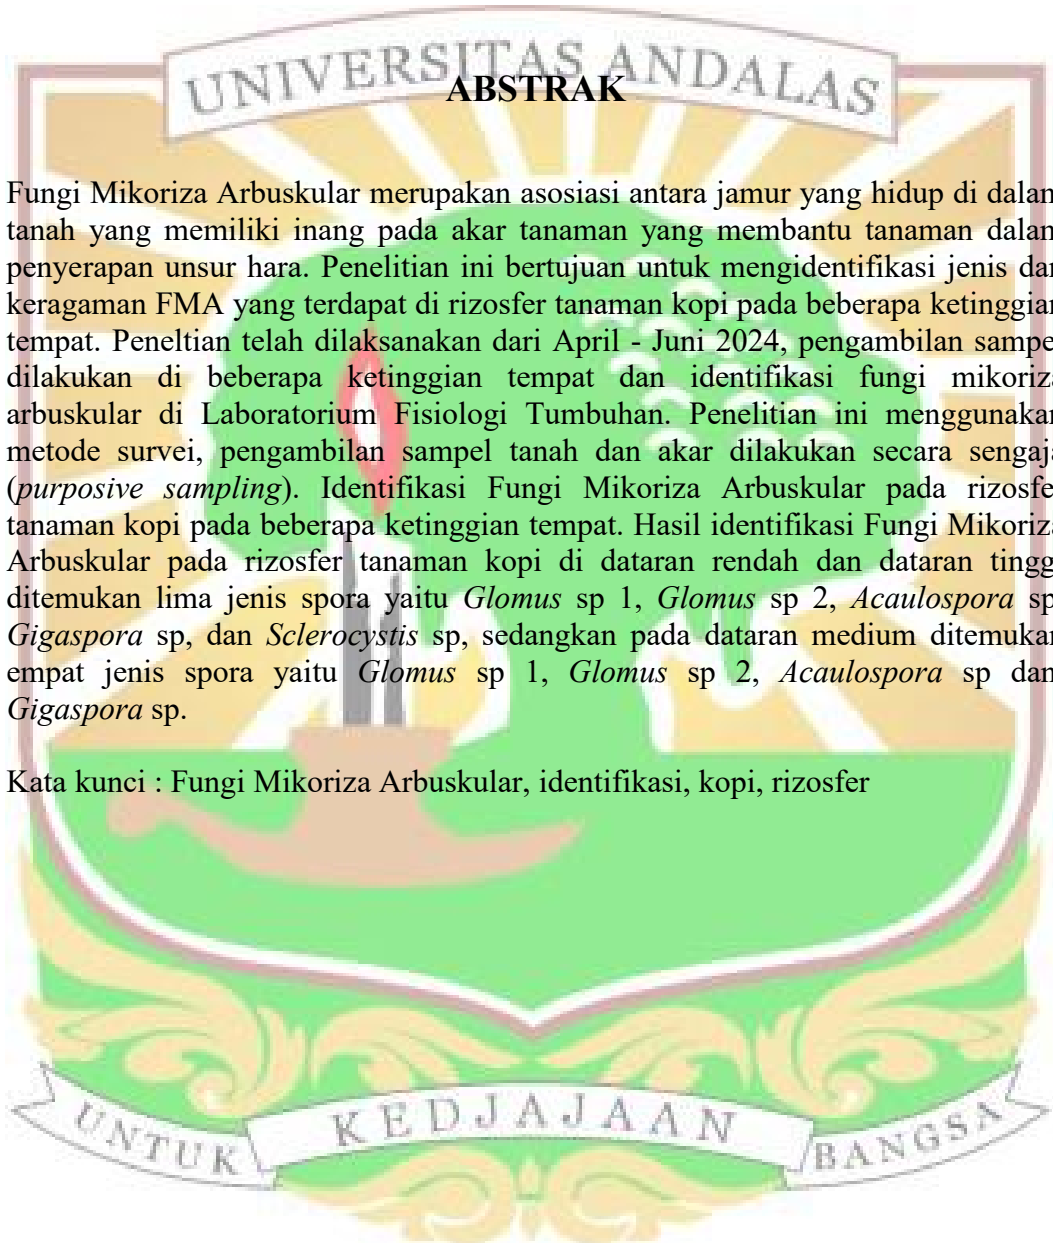 UNIVERSITAS ANDALAS
ABSTRAK
Fungi Mikoriza Arbuskular merupakan asosiasi antara jamur yang hidup di dalam
tanah yang memiliki inang pada akar tanaman yang membantu tanaman dalam
penyerapan unsur hara. Penelitian ini bertujuan untuk mengidentifikasi jenis dan
keragaman FMA yang terdapat di rizosfer tanaman kopi pada beberapa ketinggian
tempat. Peneltian telah dilaksanakan dari April - Juni 2024, pengambilan sampe
dilakukan di beberapa ketinggian tempat dan identifikasi fungi mikoriza
arbuskular di Laboratorium Fisiologi Tumbuhan. Penelitian ini menggunakan
metode survei, pengambilan sampel tanah dan akar dilakukan secara sengaja
(purposive sampling). Identifikasi Fungi Mikoriza Arbuskular pada rizosfe
tanaman kopi pada beberapa ketinggian tempat. Hasil identifikasi Fungi Mikoriza
Arbuskular pada rizosfer tanaman kopi di dataran rendah dan dataran tingg
ditemukan lima jenis spora yaitu Glomus sp 1, Glomus sp 2, Acaulospora sp
Gigaspora sp, dan Sclerocystis sp, sedangkan pada dataran medium ditemukan
empat jenis spora yaitu Glomus sp 1, Glomus sp 2, Acaulospora sp dan
Gigaspora sp.
Kata kunci : Fungi Mikoriza Arbuskular, identifikasi, kopi, rizosfer
UNTUK KEDJAJAAN BANGSA